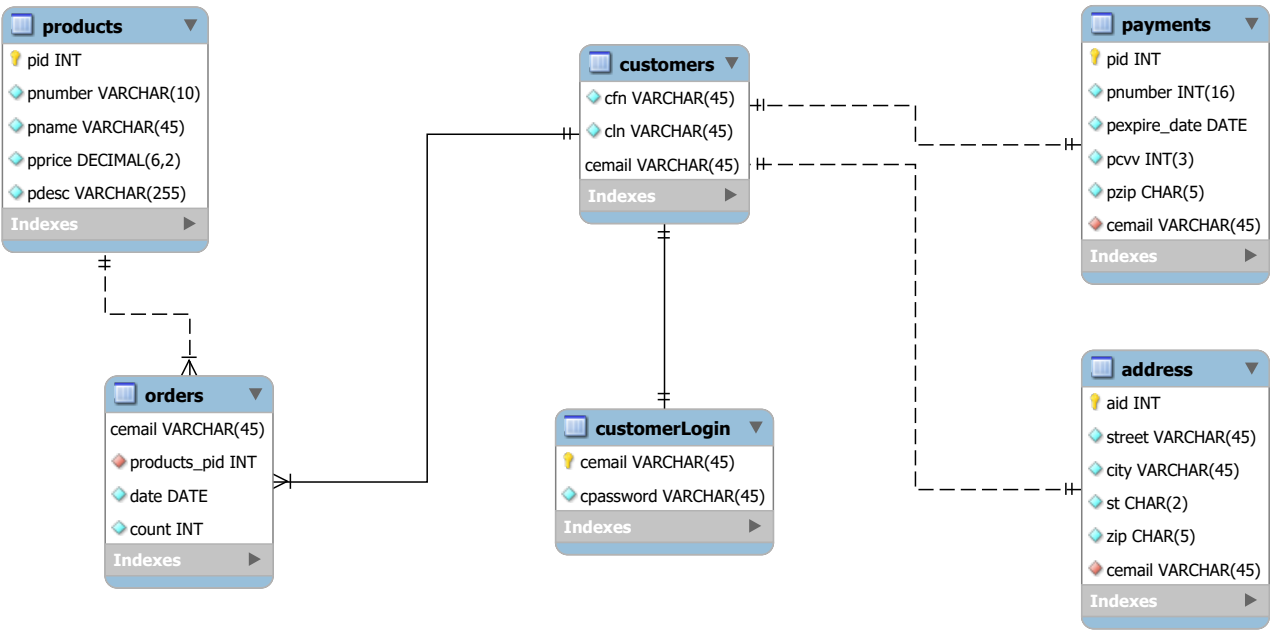 products
pid INT
pnumber VARCHAR(10)
pname VARCHAR(45)
pprice DECIMAL(6,2)
pdesc VARCHAR(255)
Indexes
customers
cfn VARCHAR(45)
cln VARCHAR(45)
cemail VARCHAR(45)
Indexes
payments
pid INT
pnumber INT(16)
pexpire_date DATE
pcvv INT(3)
pzip CHAR(5)
cemail VARCHAR(45)
Indexes
orders
cemail VARCHAR(45)
products_pid INT
date DATE
count INT
Indexes
customerLogin
cemail VARCHAR(45)
cpassword VARCHAR(45)
Indexes
address
aid INT
street VARCHAR(45)
city VARCHAR(45)
st CHAR(2)
zip CHAR(5)
cemail VARCHAR(45)
Indexes